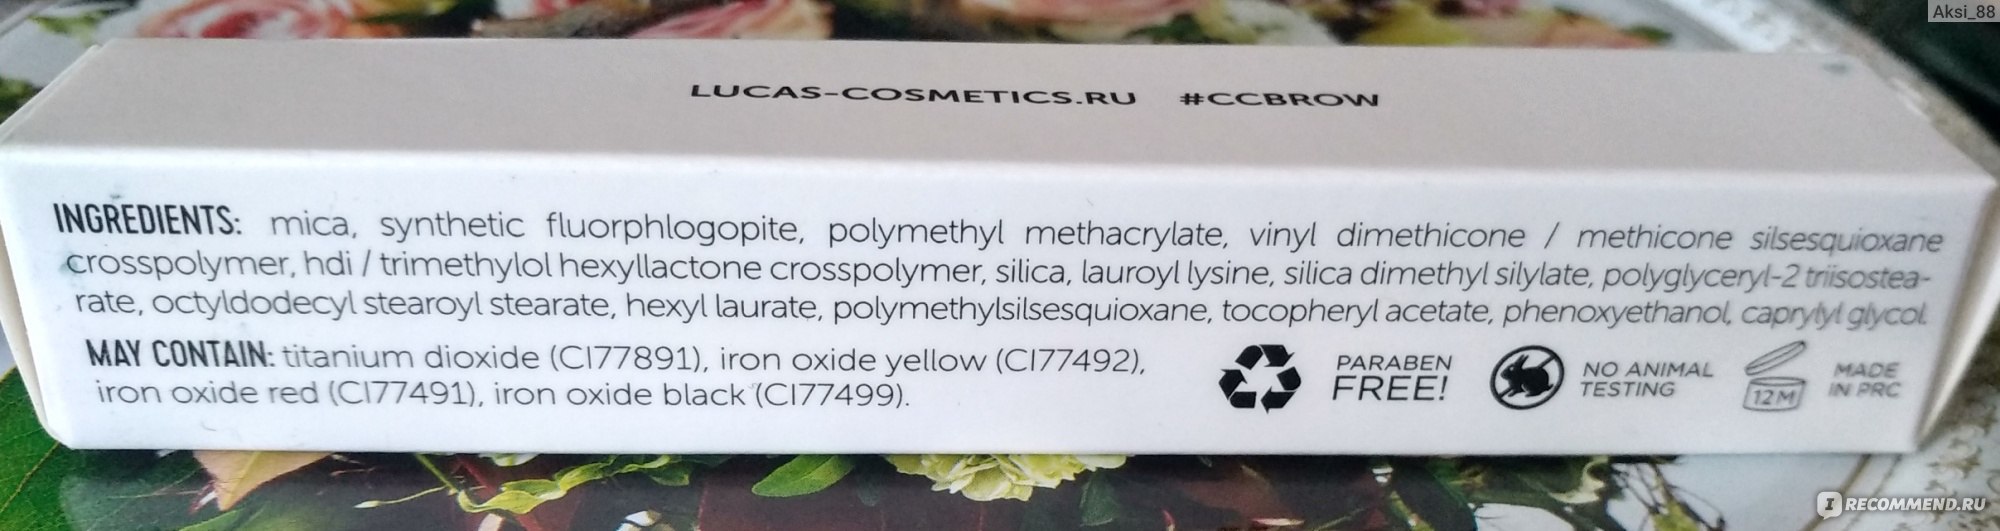 Aksi_88
LUCAS-COSMETICS.RU #CCBROW
INGREDIENTS: mica, synthetic fluorphlogopite, polymethyl methacrylate, vinyl dimethicone / methicone silsesquioxane
crosspolymer, hdi / trimethylol hexyllactone crosspolymer, silica, lauroyl lysine, silica dimethyl silylate, polyglyceryl-2 triisostea-
rate, octyldodecyl stearoyl stearate, hexyl laurate, polymethylsilsesquioxane, tocopheryl acetate, phenoxyethanol, caprylyl glycol.
MAY CONTAIN: titanium dioxide (CI77891), iron oxide yellow (CI77492),
iron oxide red (CI77491), iron oxide black (CI77499).
PARABEN
FREE!
NO ANIMAL
TESTING
12M
MADE
IN PRC
I RECOMMEND.RU